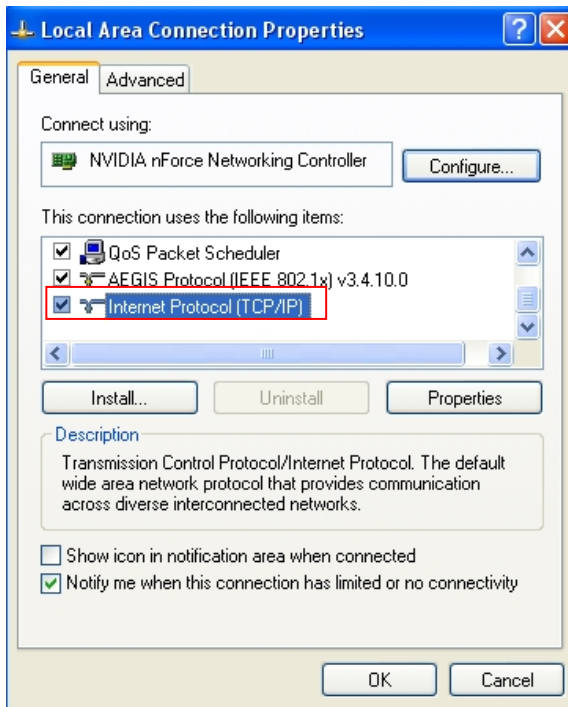 Local Area Connection Properties
General Advanced
Connect using:
NVIDIA nForce Networking Controller Configure...
This connection uses the following items:
QoS Packet Scheduler
AEGIS Protocol (IEEE 802.1x) v3.4.10.0
Internet Protocol (TCP/IP)
Install... Uninstall Properties
Description
Transmission Control Protocol/Internet Protocol. The default
wide area network protocol that provides communication
across diverse interconnected networks.
Show icon in notification area when connected
Notify me when this connection has limited or no connectivity
OK Cancel